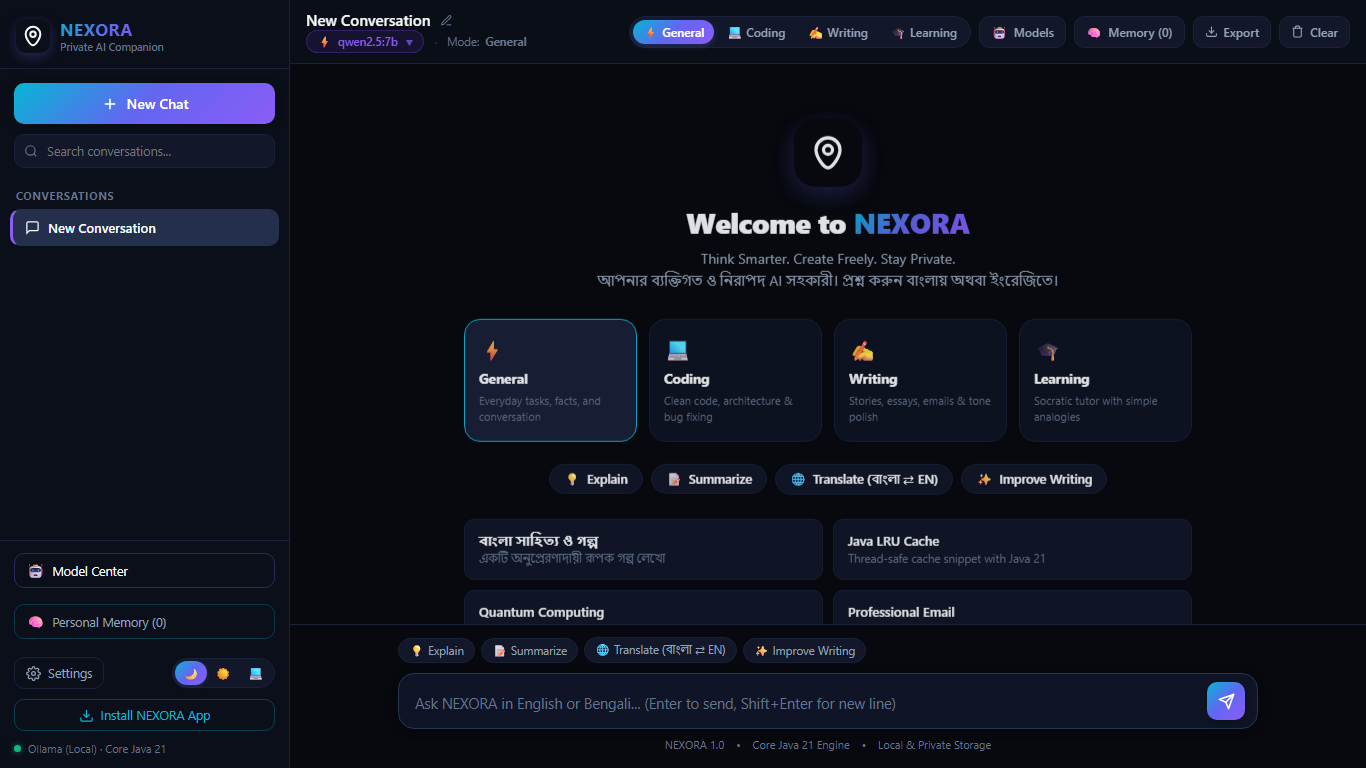 NEXORA
Private AI Companion
New Chat
Search conversations...
CONVERSATIONS
New Conversation
Model Center
Personal Memory (0)
Settings
Install NEXORA App
Ollama (Local) · Core Java 21
New Conversation
qwen2.5:7b ▼ · Mode: General
General Coding Writing Learning
Models
Memory (0)
Export
Clear
Welcome to NEXORA
Think Smarter. Create Freely. Stay Private.
আপনার ব্যক্তিগত ও নিরাপদ AI সহকারী। প্রশ্ন করুন বাংলায় অথবা ইংরেজিতে।
General
Everyday tasks, facts, and
conversation
Coding
Clean code, architecture &
bug fixing
Writing
Stories, essays, emails & tone
polish
Learning
Socratic tutor with simple
analogies
Explain
Summarize
Translate (বাংলা ⇄ EN)
Improve Writing
বাংলা সাহিত্য ও গল্প
একটি অনুপ্রেরণাদায়ী রূপক গল্প লেখো
Java LRU Cache
Thread-safe cache snippet with Java 21
Quantum Computing
Professional Email
Explain
Summarize
Translate (বাংলা ⇄ EN)
Improve Writing
Ask NEXORA in English or Bengali... (Enter to send, Shift+Enter for new line)
NEXORA 1.0 • Core Java 21 Engine • Local & Private Storage